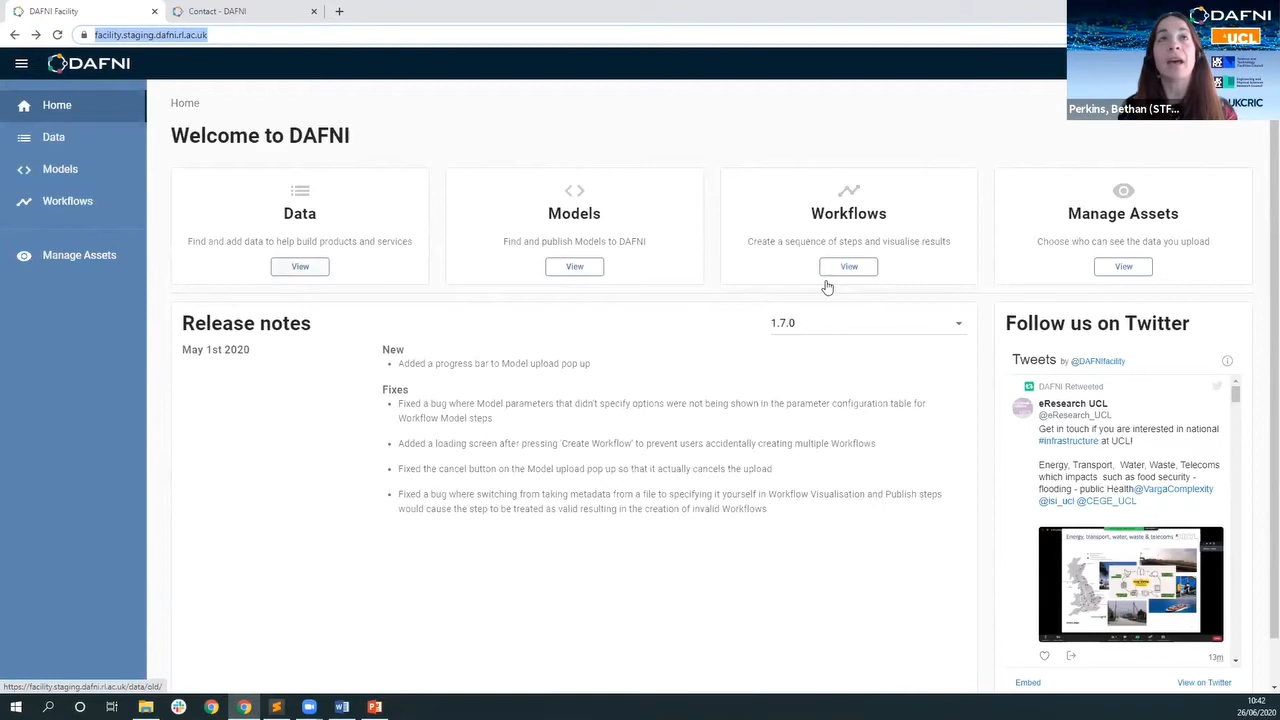 DAFNI Facility
Contact - DAFNI
facility.staging.dafni.rl.ac.uk
DAFNI
DAFNI
UCL
UKCRIC
Perkins, Bethan (STF...
Home
Data
Models
Workflows
Manage Assets
Home
Welcome to DAFNI
Data
Find and add data to help build products and services
View
Models
Find and publish Models to DAFNI
View
Workflows
Create a sequence of steps and visualise results
View
Manage Assets
Choose who can see the data you upload
View
Release notes
1.7.0
May 1st 2020
New
Added a progress bar to Model upload pop up
Fixes
Fixed a bug where Model parameters that didn't specify options were not being shown in the parameter configuration table for
Workflow Model steps
Added a loading screen after pressing 'Create Workflow' to prevent users accidentally creating multiple Workflows
Fixed the cancel button on the Model upload pop up so that it actually cancels the upload
Fixed a bug where switching from taking metadata from a file to specifying it yourself in Workflow Visualisation and Publish steps
would cause the step to be treated as valid resulting in the creation of invalid Workflows
Follow us on Twitter
Tweets by @DAFNIfacility
DAFNI Retweeted
eResearch UCL
@eResearch_UCL
Get in touch if you are interested in national
#infrastructure at UCL!
Energy, Transport, Water, Waste, Telecoms
which impacts such as food security -
flooding - public Health@VargaComplexity
@isi_ucl @CEGE_UCL
Energy, transport, water, waste & telecoms
13m
Embed
View on Twitter
https://facility.staging.dafni.rl.ac.uk/data/old/
10:42
26/06/2020